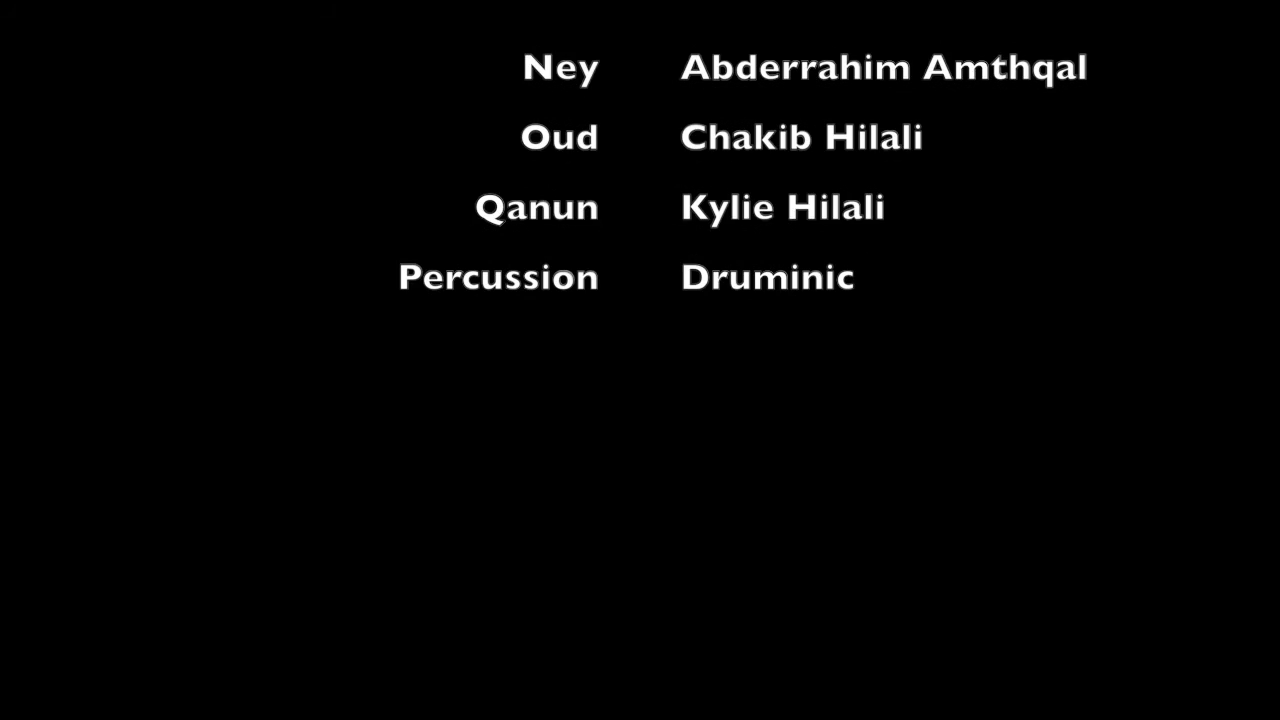 Ney Abderrahim Amthqal
Oud Chakib Hilali
Qanun Kylie Hilali
Percussion Druminic